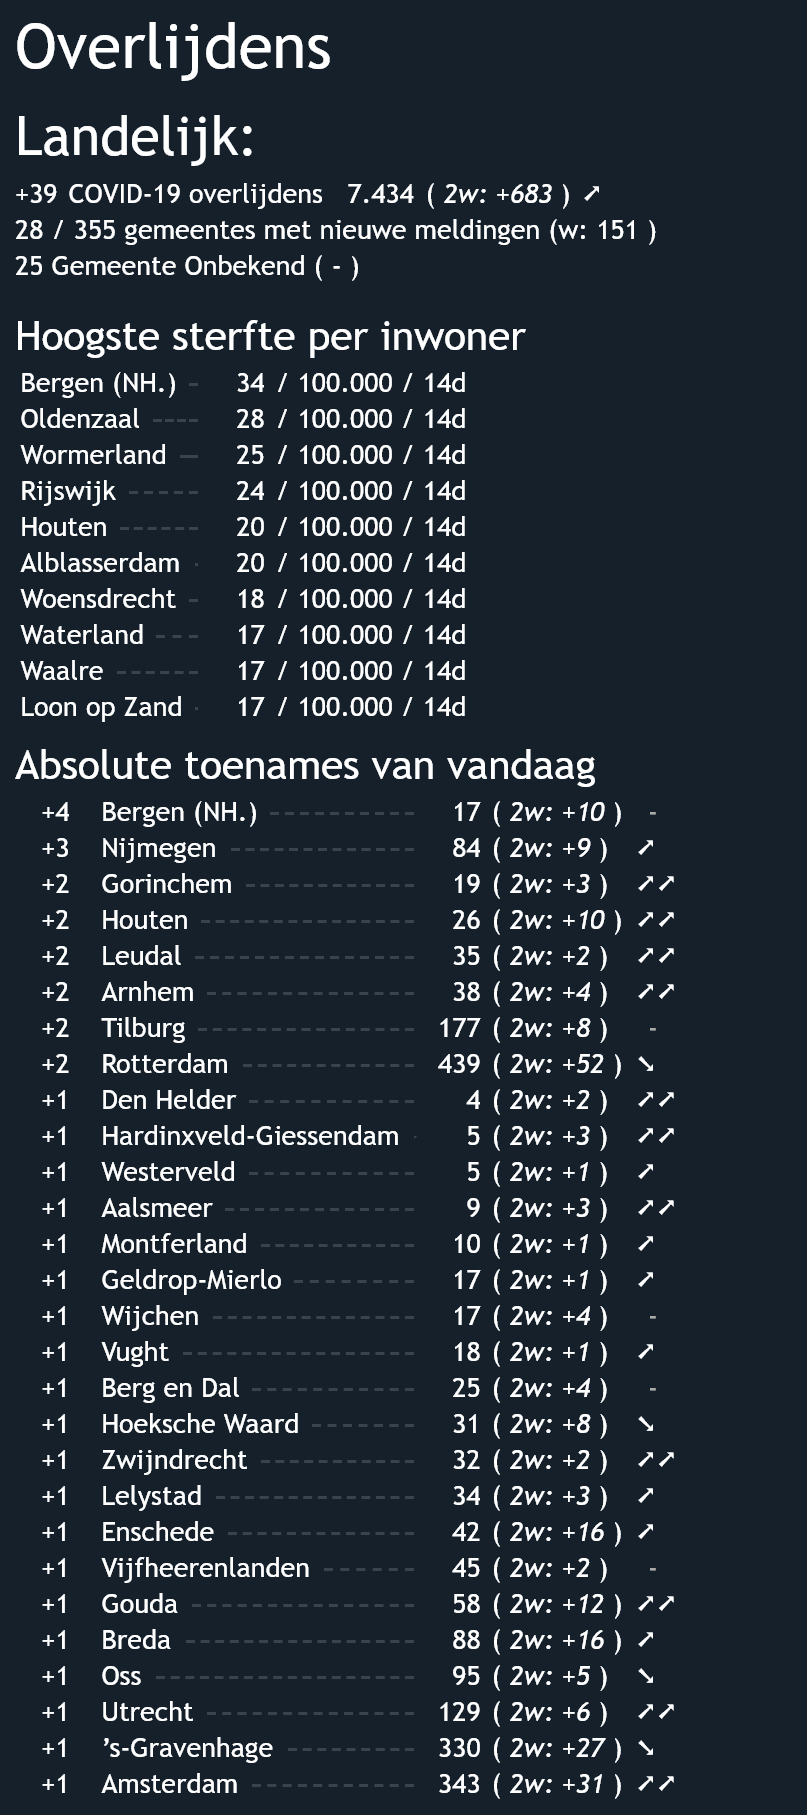 Overlijdens
Landelijk:
+39 COVID-19 overlijdens 7.434 ( 2w: +683 ) ➚
28 / 355 gemeentes met nieuwe meldingen (w: 151 )
25 Gemeente Onbekend ( - )
Hoogste sterfte per inwoner
Bergen (NH.) - 34 / 100.000 / 14d
Oldenzaal ---- 28 / 100.000 / 14d
Wormerland — 25 / 100.000 / 14d
Rijswijk ----- 24 / 100.000 / 14d
Houten ------ 20 / 100.000 / 14d
Alblasserdam · 20 / 100.000 / 14d
Woensdrecht - 18 / 100.000 / 14d
Waterland --- 17 / 100.000 / 14d
Waalre ------ 17 / 100.000 / 14d
Loon op Zand · 17 / 100.000 / 14d
Absolute toenames van vandaag
+4 Bergen (NH.) ---------- 17 ( 2w: +10 ) -
+3 Nijmegen ------------- 84 ( 2w: +9 ) ➚
+2 Gorinchem ------------ 19 ( 2w: +3 ) ➚➚
+2 Houten --------------- 26 ( 2w: +10 ) ➚➚
+2 Leudal --------------- 35 ( 2w: +2 ) ➚➚
+2 Arnhem -------------- 38 ( 2w: +4 ) ➚➚
+2 Tilburg --------------- 177 ( 2w: +8 ) -
+2 Rotterdam ------------ 439 ( 2w: +52 ) ➘
+1 Den Helder ----------- 4 ( 2w: +2 ) ➚➚
+1 Hardinxveld-Giessendam · 5 ( 2w: +3 ) ➚➚
+1 Westerveld ----------- 5 ( 2w: +1 ) ➚
+1 Aalsmeer ------------- 9 ( 2w: +3 ) ➚➚
+1 Montferland ---------- 10 ( 2w: +1 ) ➚
+1 Geldrop-Mierlo -------- 17 ( 2w: +1 ) ➚
+1 Wijchen -------------- 17 ( 2w: +4 ) -
+1 Vught ---------------- 18 ( 2w: +1 ) ➚
+1 Berg en Dal ----------- 25 ( 2w: +4 ) -
+1 Hoeksche Waard ------- 31 ( 2w: +8 ) ➘
+1 Zwijndrecht ---------- 32 ( 2w: +2 ) ➚➚
+1 Lelystad -------------- 34 ( 2w: +3 ) ➚
+1 Enschede ------------- 42 ( 2w: +16 ) ➚
+1 Vijfheerenlanden ------ 45 ( 2w: +2 ) -
+1 Gouda --------------- 58 ( 2w: +12 ) ➚➚
+1 Breda ---------------- 88 ( 2w: +16 ) ➚
+1 Oss ------------------ 95 ( 2w: +5 ) ➘
+1 Utrecht -------------- 129 ( 2w: +6 ) ➚➚
+1 ’s-Gravenhage --------- 330 ( 2w: +27 ) ➘
+1 Amsterdam ----------- 343 ( 2w: +31 ) ➚➚